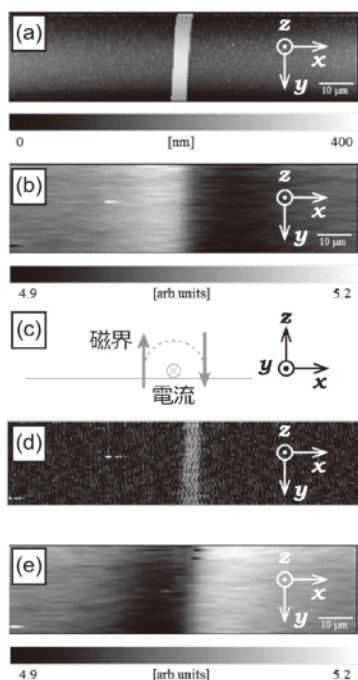 (a)
z
x
y
10 μm
0 [nm] 400
(b)
z
x
y
10 μm
4.9 [arb.units] 5.2
(c)
磁界
電流
z
y
x
(d)
z
x
y
(e)
z
x
y
10 μm
4.9 [arb.units] 5.2